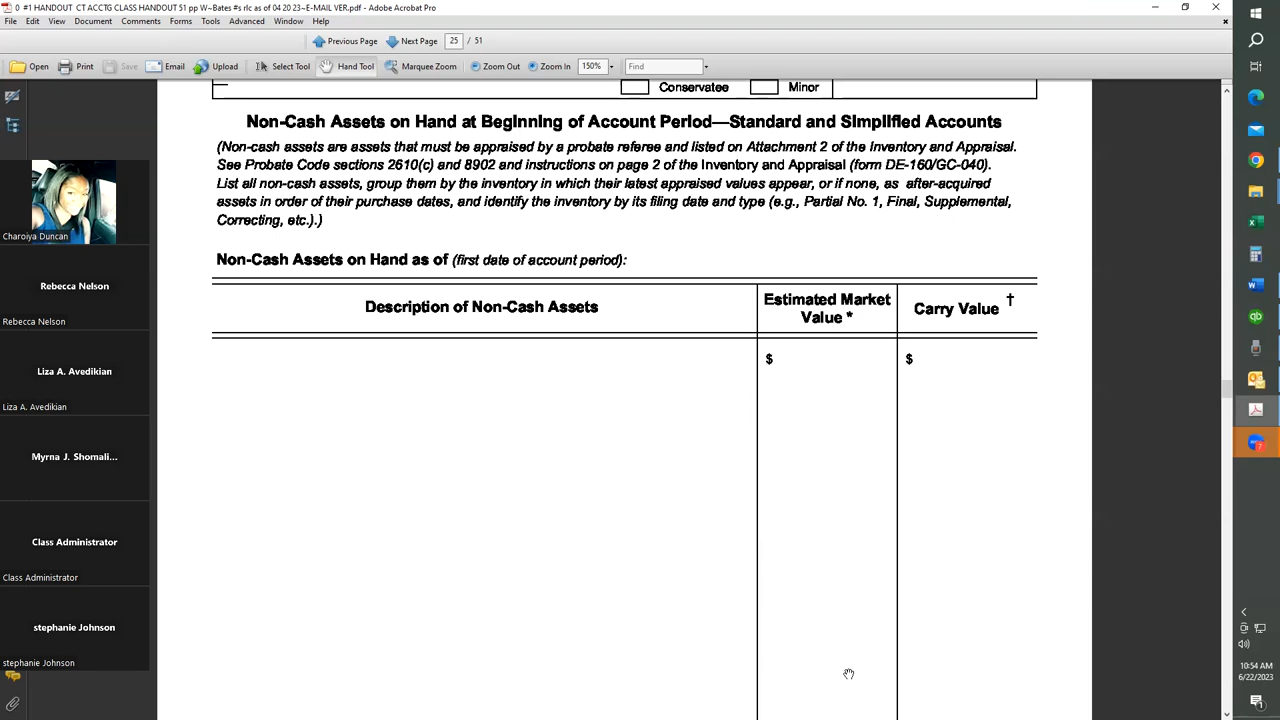 0 #1 HANDOUT CT ACCTG CLASS HANDOUT 51 pp W~Bates #s rlc as of 04 20 23~E-MAIL VER.pdf - Adobe Acrobat Pro
File Edit View Document Comments Forms Tools Advanced Window Help
Previous Page Next Page 25 / 51
Open Print Save Email Upload Select Tool Hand Tool Marquee Zoom Zoom Out Zoom In 150% Find
Conservatee Minor
Non-Cash Assets on Hand at Beginning of Account Period—Standard and Simplified Accounts
(Non-cash assets are assets that must be appraised by a probate referee and listed on Attachment 2 of the Inventory and Appraisal.
See Probate Code sections 2610(c) and 8902 and instructions on page 2 of the Inventory and Appraisal (form DE-160/GC-040).
List all non-cash assets, group them by the inventory in which their latest appraised values appear, or if none, as after-acquired
assets in order of their purchase dates, and identify the inventory by its filing date and type (e.g., Partial No. 1, Final, Supplemental,
Correcting, etc.).)
Non-Cash Assets on Hand as of (first date of account period):
Description of Non-Cash Assets
Estimated Market
Value *
Carry Value †
$ $
Charoiya Duncan
Rebecca Nelson
Rebecca Nelson
Liza A. Avedikian
Liza A. Avedikian
Myrna J. Shomali...
Class Administrator
Class Administrator
stephanie Johnson
stephanie Johnson
10:54 AM
6/22/2023